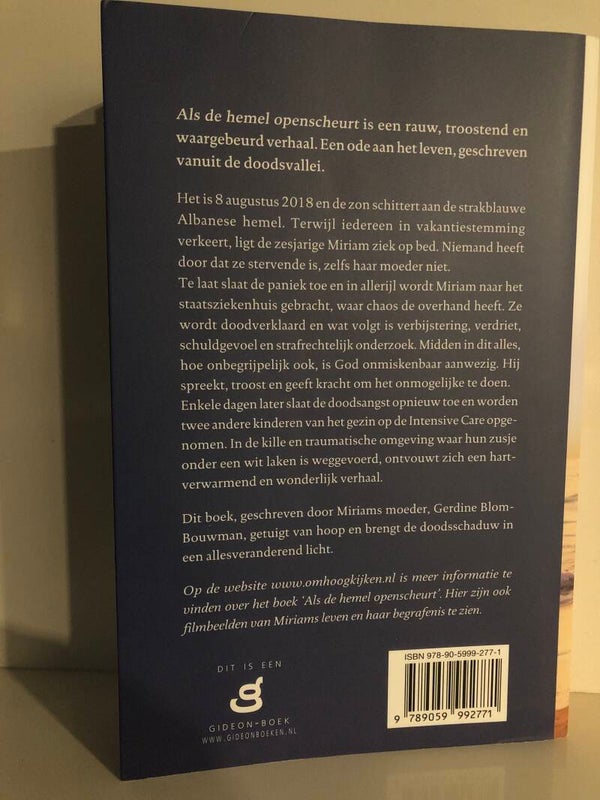 Als de hemel openscheurt is een rauw, troostend en
waargebeurd verhaal. Een ode aan het leven, geschreven
vanuit de doodsvallei.
Het is 8 augustus 2018 en de zon schittert aan de strakblauwe
Albanese hemel. Terwijl iedereen in vakantiestemming
verkeert, ligt de zesjarige Miriam ziek op bed. Niemand heeft
door dat ze stervende is, zelfs haar moeder niet.
Te laat slaat de paniek toe en in allerijl wordt Miriam naar het
staatsziekenhuis gebracht, waar chaos de overhand heeft. Ze
wordt doodverklaard en wat volgt is verbijstering, verdriet,
schuldgevoel en strafrechtelijk onderzoek. Midden in dit alles,
hoe onbegrijpelijk ook, is God onmiskenbaar aanwezig. Hij
spreekt, troost en geeft kracht om het onmogelijke te doen.
Enkele dagen later slaat de doodsangst opnieuw toe en worden
twee andere kinderen van het gezin op de Intensive Care opge-
nomen. In de kille en traumatische omgeving waar hun zusje
onder een wit laken is weggevoerd, ontvouwt zich een hart-
verwarmend en wonderlijk verhaal.
Dit boek, geschreven door Miriams moeder, Gerdine Blom-
Bouwman, getuigt van hoop en brengt de doodsschaduw in
een allesveranderend licht.
Op de website www.omhoogkijken.nl is meer informatie te
vinden over het boek 'Als de hemel openscheurt'. Hier zijn ook
filmbeelden van Miriams leven en haar begrafenis te zien.
DIT IS EEN
g
GIDEON-BOEK
WWW.GIDEONBOEKEN.NL
ISBN 978-90-5999-277-1
9 789059 992771